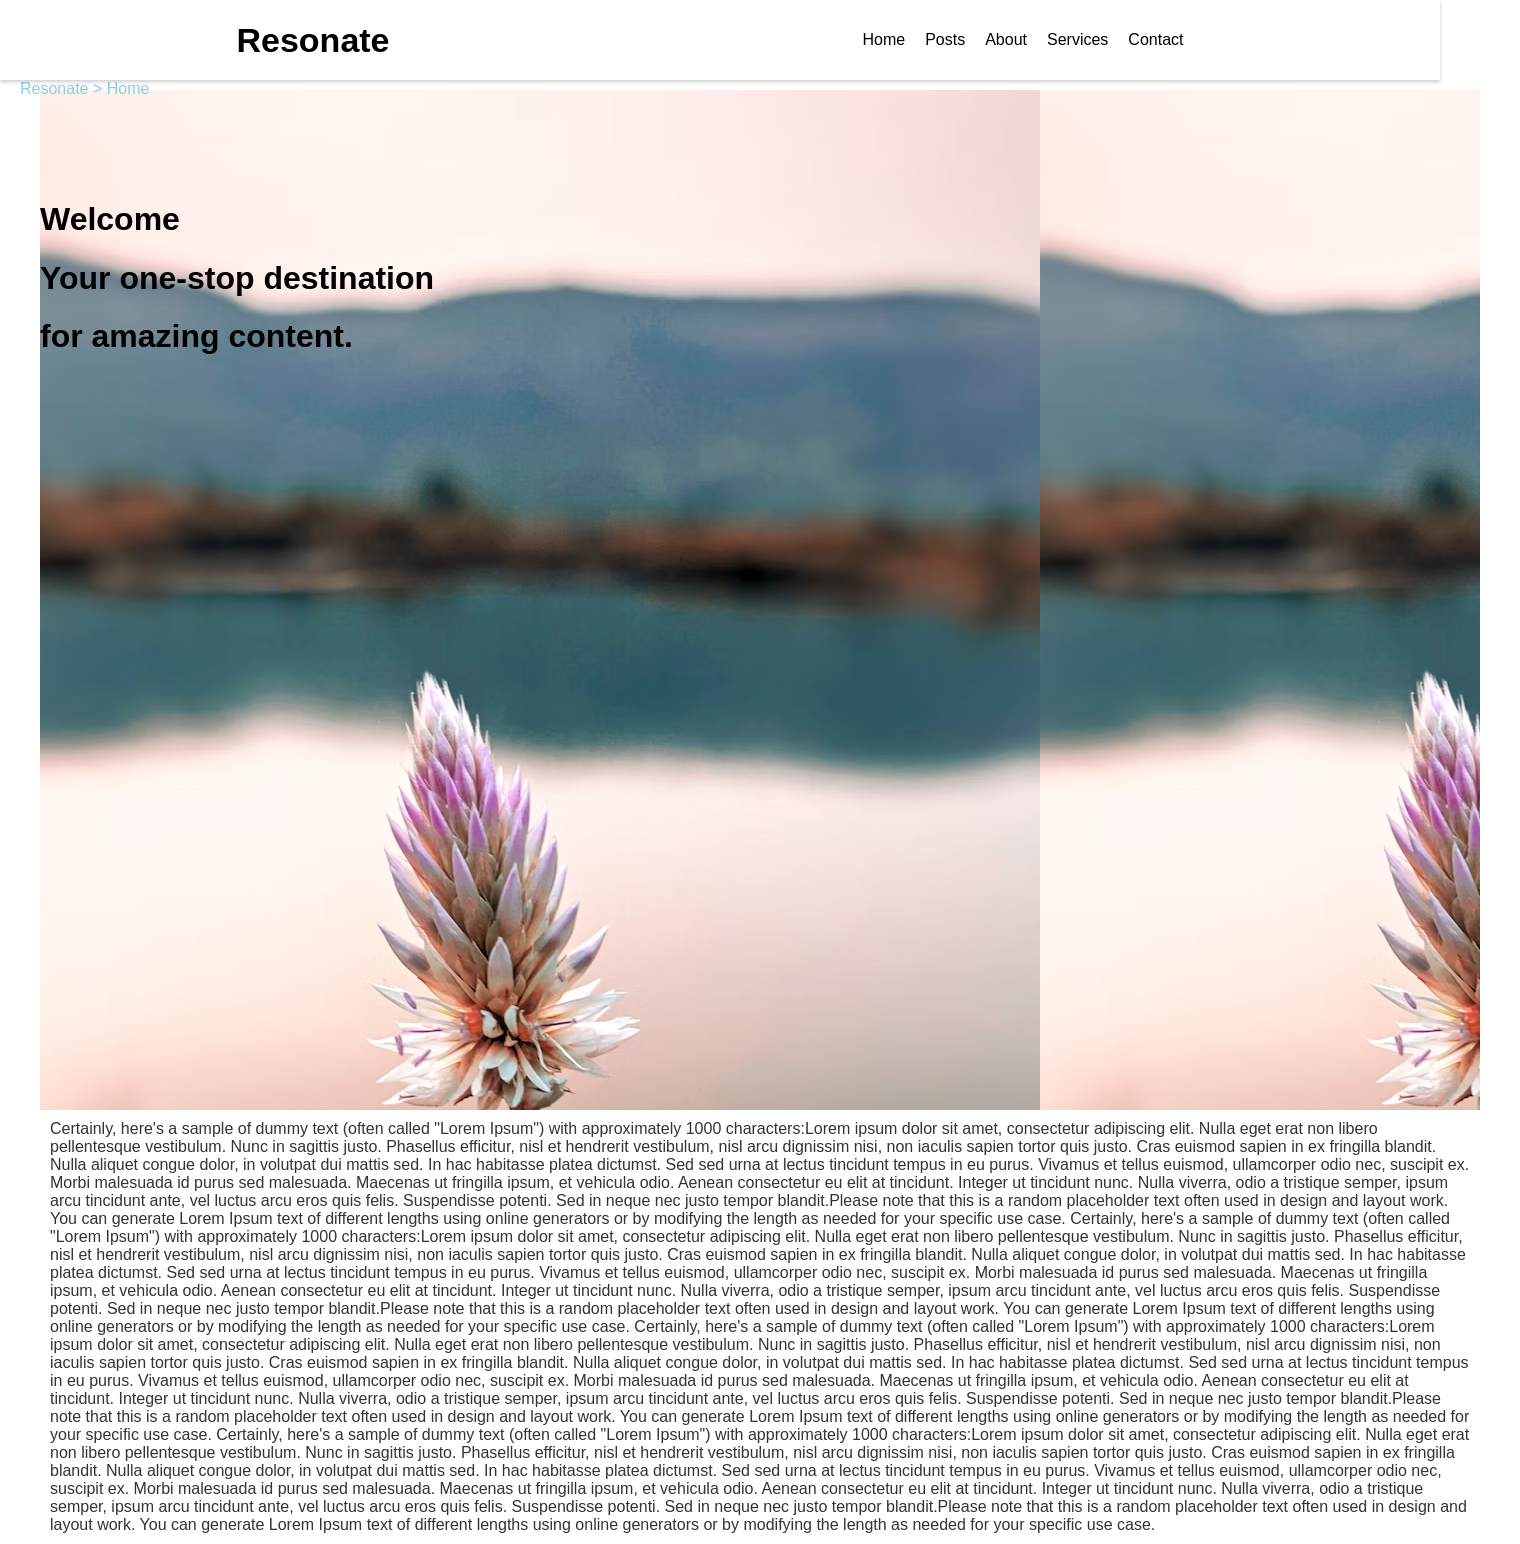 Resonate
Home Posts About Services Contact
Resonate > Home
Welcome
Your one-stop destination
for amazing content.
Certainly, here's a sample of dummy text (often called "Lorem Ipsum") with approximately 1000 characters:Lorem ipsum dolor sit amet, consectetur adipiscing elit. Nulla eget erat non libero
pellentesque vestibulum. Nunc in sagittis justo. Phasellus efficitur, nisl et hendrerit vestibulum, nisl arcu dignissim nisi, non iaculis sapien tortor quis justo. Cras euismod sapien in ex fringilla blandit.
Nulla aliquet congue dolor, in volutpat dui mattis sed. In hac habitasse platea dictumst. Sed sed urna at lectus tincidunt tempus in eu purus. Vivamus et tellus euismod, ullamcorper odio nec, suscipit ex.
Morbi malesuada id purus sed malesuada. Maecenas ut fringilla ipsum, et vehicula odio. Aenean consectetur eu elit at tincidunt. Integer ut tincidunt nunc. Nulla viverra, odio a tristique semper, ipsum
arcu tincidunt ante, vel luctus arcu eros quis felis. Suspendisse potenti. Sed in neque nec justo tempor blandit.Please note that this is a random placeholder text often used in design and layout work.
You can generate Lorem Ipsum text of different lengths using online generators or by modifying the length as needed for your specific use case. Certainly, here's a sample of dummy text (often called
"Lorem Ipsum") with approximately 1000 characters:Lorem ipsum dolor sit amet, consectetur adipiscing elit. Nulla eget erat non libero pellentesque vestibulum. Nunc in sagittis justo. Phasellus efficitur,
nisl et hendrerit vestibulum, nisl arcu dignissim nisi, non iaculis sapien tortor quis justo. Cras euismod sapien in ex fringilla blandit. Nulla aliquet congue dolor, in volutpat dui mattis sed. In hac habitasse
platea dictumst. Sed sed urna at lectus tincidunt tempus in eu purus. Vivamus et tellus euismod, ullamcorper odio nec, suscipit ex. Morbi malesuada id purus sed malesuada. Maecenas ut fringilla
ipsum, et vehicula odio. Aenean consectetur eu elit at tincidunt. Integer ut tincidunt nunc. Nulla viverra, odio a tristique semper, ipsum arcu tincidunt ante, vel luctus arcu eros quis felis. Suspendisse
potenti. Sed in neque nec justo tempor blandit.Please note that this is a random placeholder text often used in design and layout work. You can generate Lorem Ipsum text of different lengths using
online generators or by modifying the length as needed for your specific use case. Certainly, here's a sample of dummy text (often called "Lorem Ipsum") with approximately 1000 characters:Lorem
ipsum dolor sit amet, consectetur adipiscing elit. Nulla eget erat non libero pellentesque vestibulum. Nunc in sagittis justo. Phasellus efficitur, nisl et hendrerit vestibulum, nisl arcu dignissim nisi, non
iaculis sapien tortor quis justo. Cras euismod sapien in ex fringilla blandit. Nulla aliquet congue dolor, in volutpat dui mattis sed. In hac habitasse platea dictumst. Sed sed urna at lectus tincidunt tempus
in eu purus. Vivamus et tellus euismod, ullamcorper odio nec, suscipit ex. Morbi malesuada id purus sed malesuada. Maecenas ut fringilla ipsum, et vehicula odio. Aenean consectetur eu elit at
tincidunt. Integer ut tincidunt nunc. Nulla viverra, odio a tristique semper, ipsum arcu tincidunt ante, vel luctus arcu eros quis felis. Suspendisse potenti. Sed in neque nec justo tempor blandit.Please
note that this is a random placeholder text often used in design and layout work. You can generate Lorem Ipsum text of different lengths using online generators or by modifying the length as needed for
your specific use case. Certainly, here's a sample of dummy text (often called "Lorem Ipsum") with approximately 1000 characters:Lorem ipsum dolor sit amet, consectetur adipiscing elit. Nulla eget erat
non libero pellentesque vestibulum. Nunc in sagittis justo. Phasellus efficitur, nisl et hendrerit vestibulum, nisl arcu dignissim nisi, non iaculis sapien tortor quis justo. Cras euismod sapien in ex fringilla
blandit. Nulla aliquet congue dolor, in volutpat dui mattis sed. In hac habitasse platea dictumst. Sed sed urna at lectus tincidunt tempus in eu purus. Vivamus et tellus euismod, ullamcorper odio nec,
suscipit ex. Morbi malesuada id purus sed malesuada. Maecenas ut fringilla ipsum, et vehicula odio. Aenean consectetur eu elit at tincidunt. Integer ut tincidunt nunc. Nulla viverra, odio a tristique
semper, ipsum arcu tincidunt ante, vel luctus arcu eros quis felis. Suspendisse potenti. Sed in neque nec justo tempor blandit.Please note that this is a random placeholder text often used in design and
layout work. You can generate Lorem Ipsum text of different lengths using online generators or by modifying the length as needed for your specific use case.